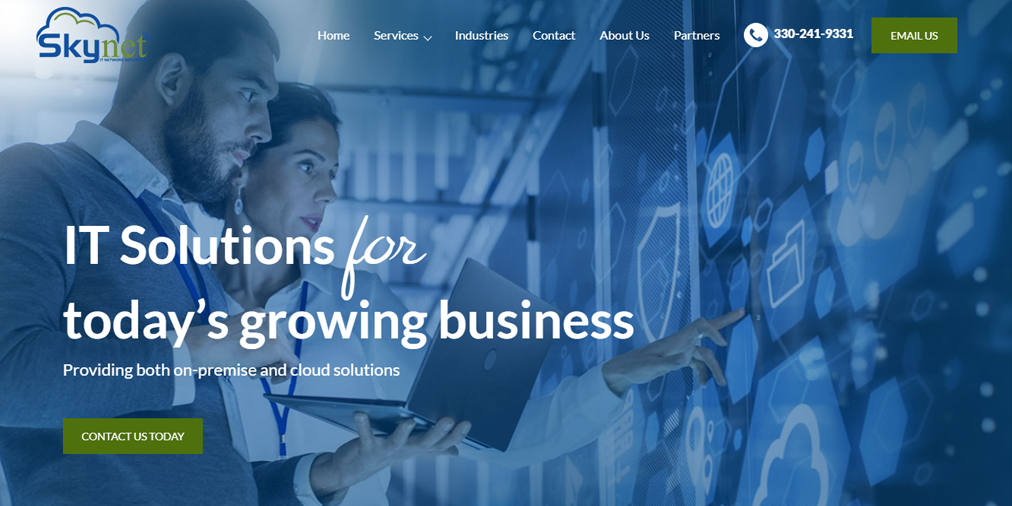 Skynet
Home
Services
Industries
Contact
About Us
Partners
330-241-9331
EMAIL US
IT Solutions for
today's growing business
Providing both on-premise and cloud solutions
CONTACT US TODAY